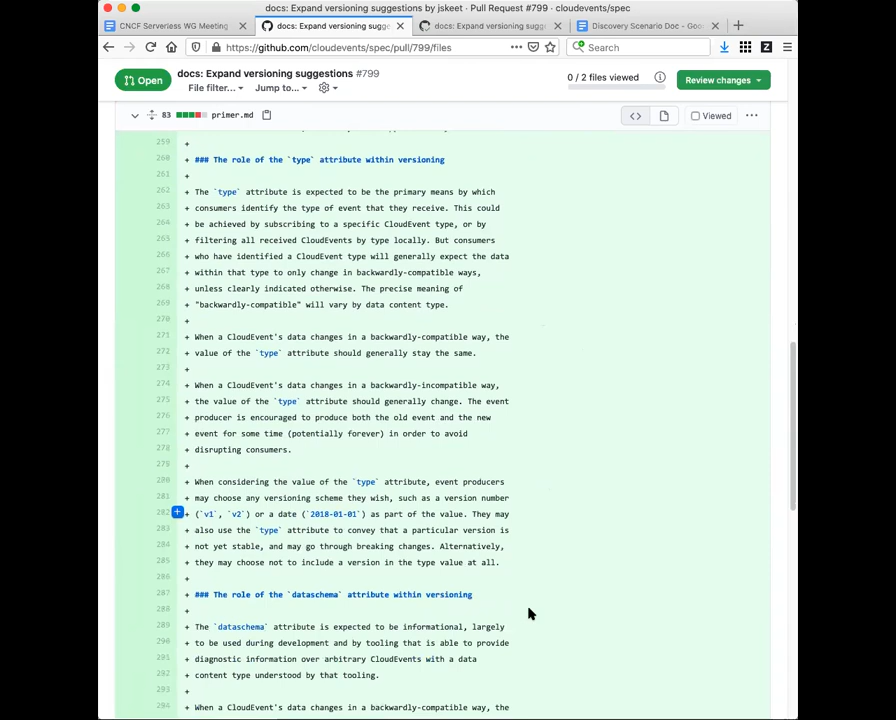 docs: Expand versioning suggestions by jskeet · Pull Request #799 · cloudevents/spec
CNCF Serverless WG Meeting
docs: Expand versioning sugge
docs: Expand versioning sugg
Discovery Scenario Doc - Goo
https://github.com/cloudevents/spec/pull/799/files
Search
Open
docs: Expand versioning suggestions #799
File filter...
Jump to...
0 / 2 files viewed
Review changes
83
primer.md
Viewed
259 +
260 + ### The role of the `type` attribute within versioning
261 +
262 + The `type` attribute is expected to be the primary means by which
263 + consumers identify the type of event that they receive. This could
264 + be achieved by subscribing to a specific CloudEvent type, or by
265 + filtering all received CloudEvents by type locally. But consumers
266 + who have identified a CloudEvent type will generally expect the data
267 + within that type to only change in backwardly-compatible ways,
268 + unless clearly indicated otherwise. The precise meaning of
269 + "backwardly-compatible" will vary by data content type.
270 +
271 + When a CloudEvent's data changes in a backwardly-compatible way, the
272 + value of the `type` attribute should generally stay the same.
273 +
274 + When a CloudEvent's data changes in a backwardly-incompatible way,
275 + the value of the `type` attribute should generally change. The event
276 + producer is encouraged to produce both the old event and the new
277 + event for some time (potentially forever) in order to avoid
278 + disrupting consumers.
279 +
280 + When considering the value of the `type` attribute, event producers
281 + may choose any versioning scheme they wish, such as a version number
282 + (`v1`, `v2`) or a date (`2018-01-01`) as part of the value. They may
283 + also use the `type` attribute to convey that a particular version is
284 + not yet stable, and may go through breaking changes. Alternatively,
285 + they may choose not to include a version in the type value at all.
286 +
287 + ### The role of the `dataschema` attribute within versioning
288 +
289 + The `dataschema` attribute is expected to be informational, largely
290 + to be used during development and by tooling that is able to provide
291 + diagnostic information over arbitrary CloudEvents with a data
292 + content type understood by that tooling.
293 +
294 + When a CloudEvent's data changes in a backwardly-compatible way, the